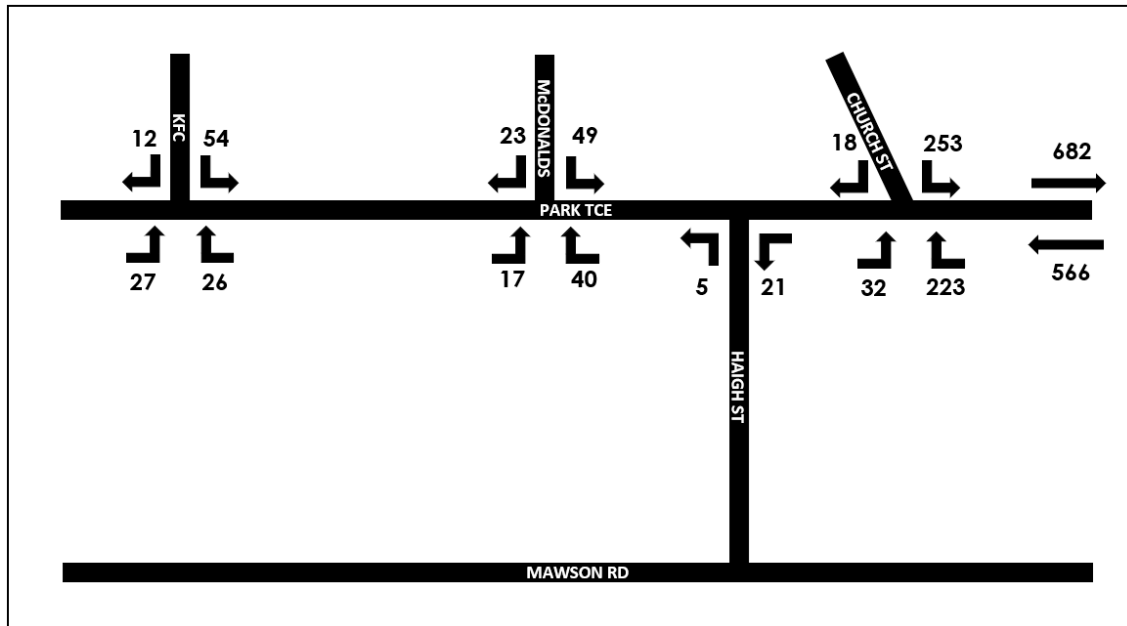 KFC
McDONALDS
CHURCH ST
12 54 23 49 18 253 682
PARK TCE
27 26 17 40 5 21 32 223 566
HAIGH ST
MAWSON RD